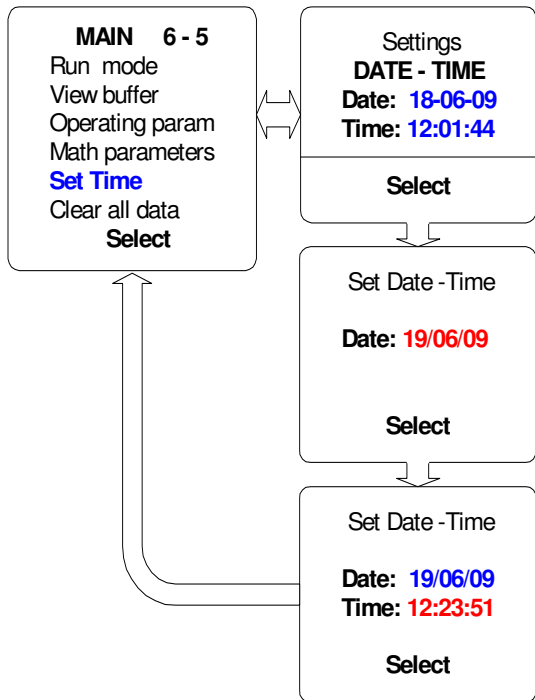 MAIN 6 - 5
Run mode
View buffer
Operating param
Math parameters
Set Time
Clear all data
Select
Settings
DATE - TIME
Date: 18-06-09
Time: 12:01:44
Select
Set Date -Time
Date: 19/06/09
Select
Set Date -Time
Date: 19/06/09
Time: 12:23:51
Select